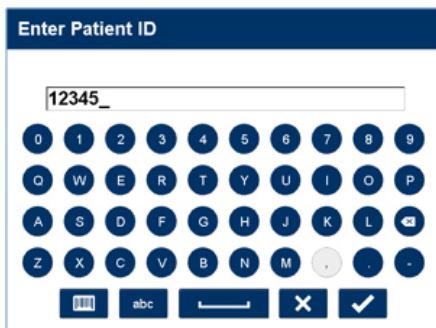 Enter Patient ID
12345_
0 1 2 3 4 5 6 7 8 9
Q W E R T Y U I O P
A S D F G H J K L
Z X C V B N M , . -
abc